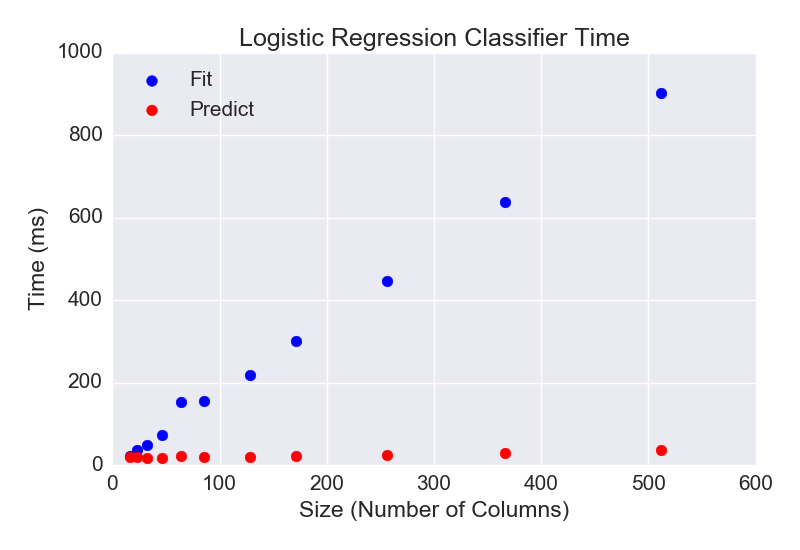 Logistic Regression Classifier Time
Fit
Predict
1000
800
600
400
200
0
Time (ms)
0 100 200 300 400 500 600
Size (Number of Columns)